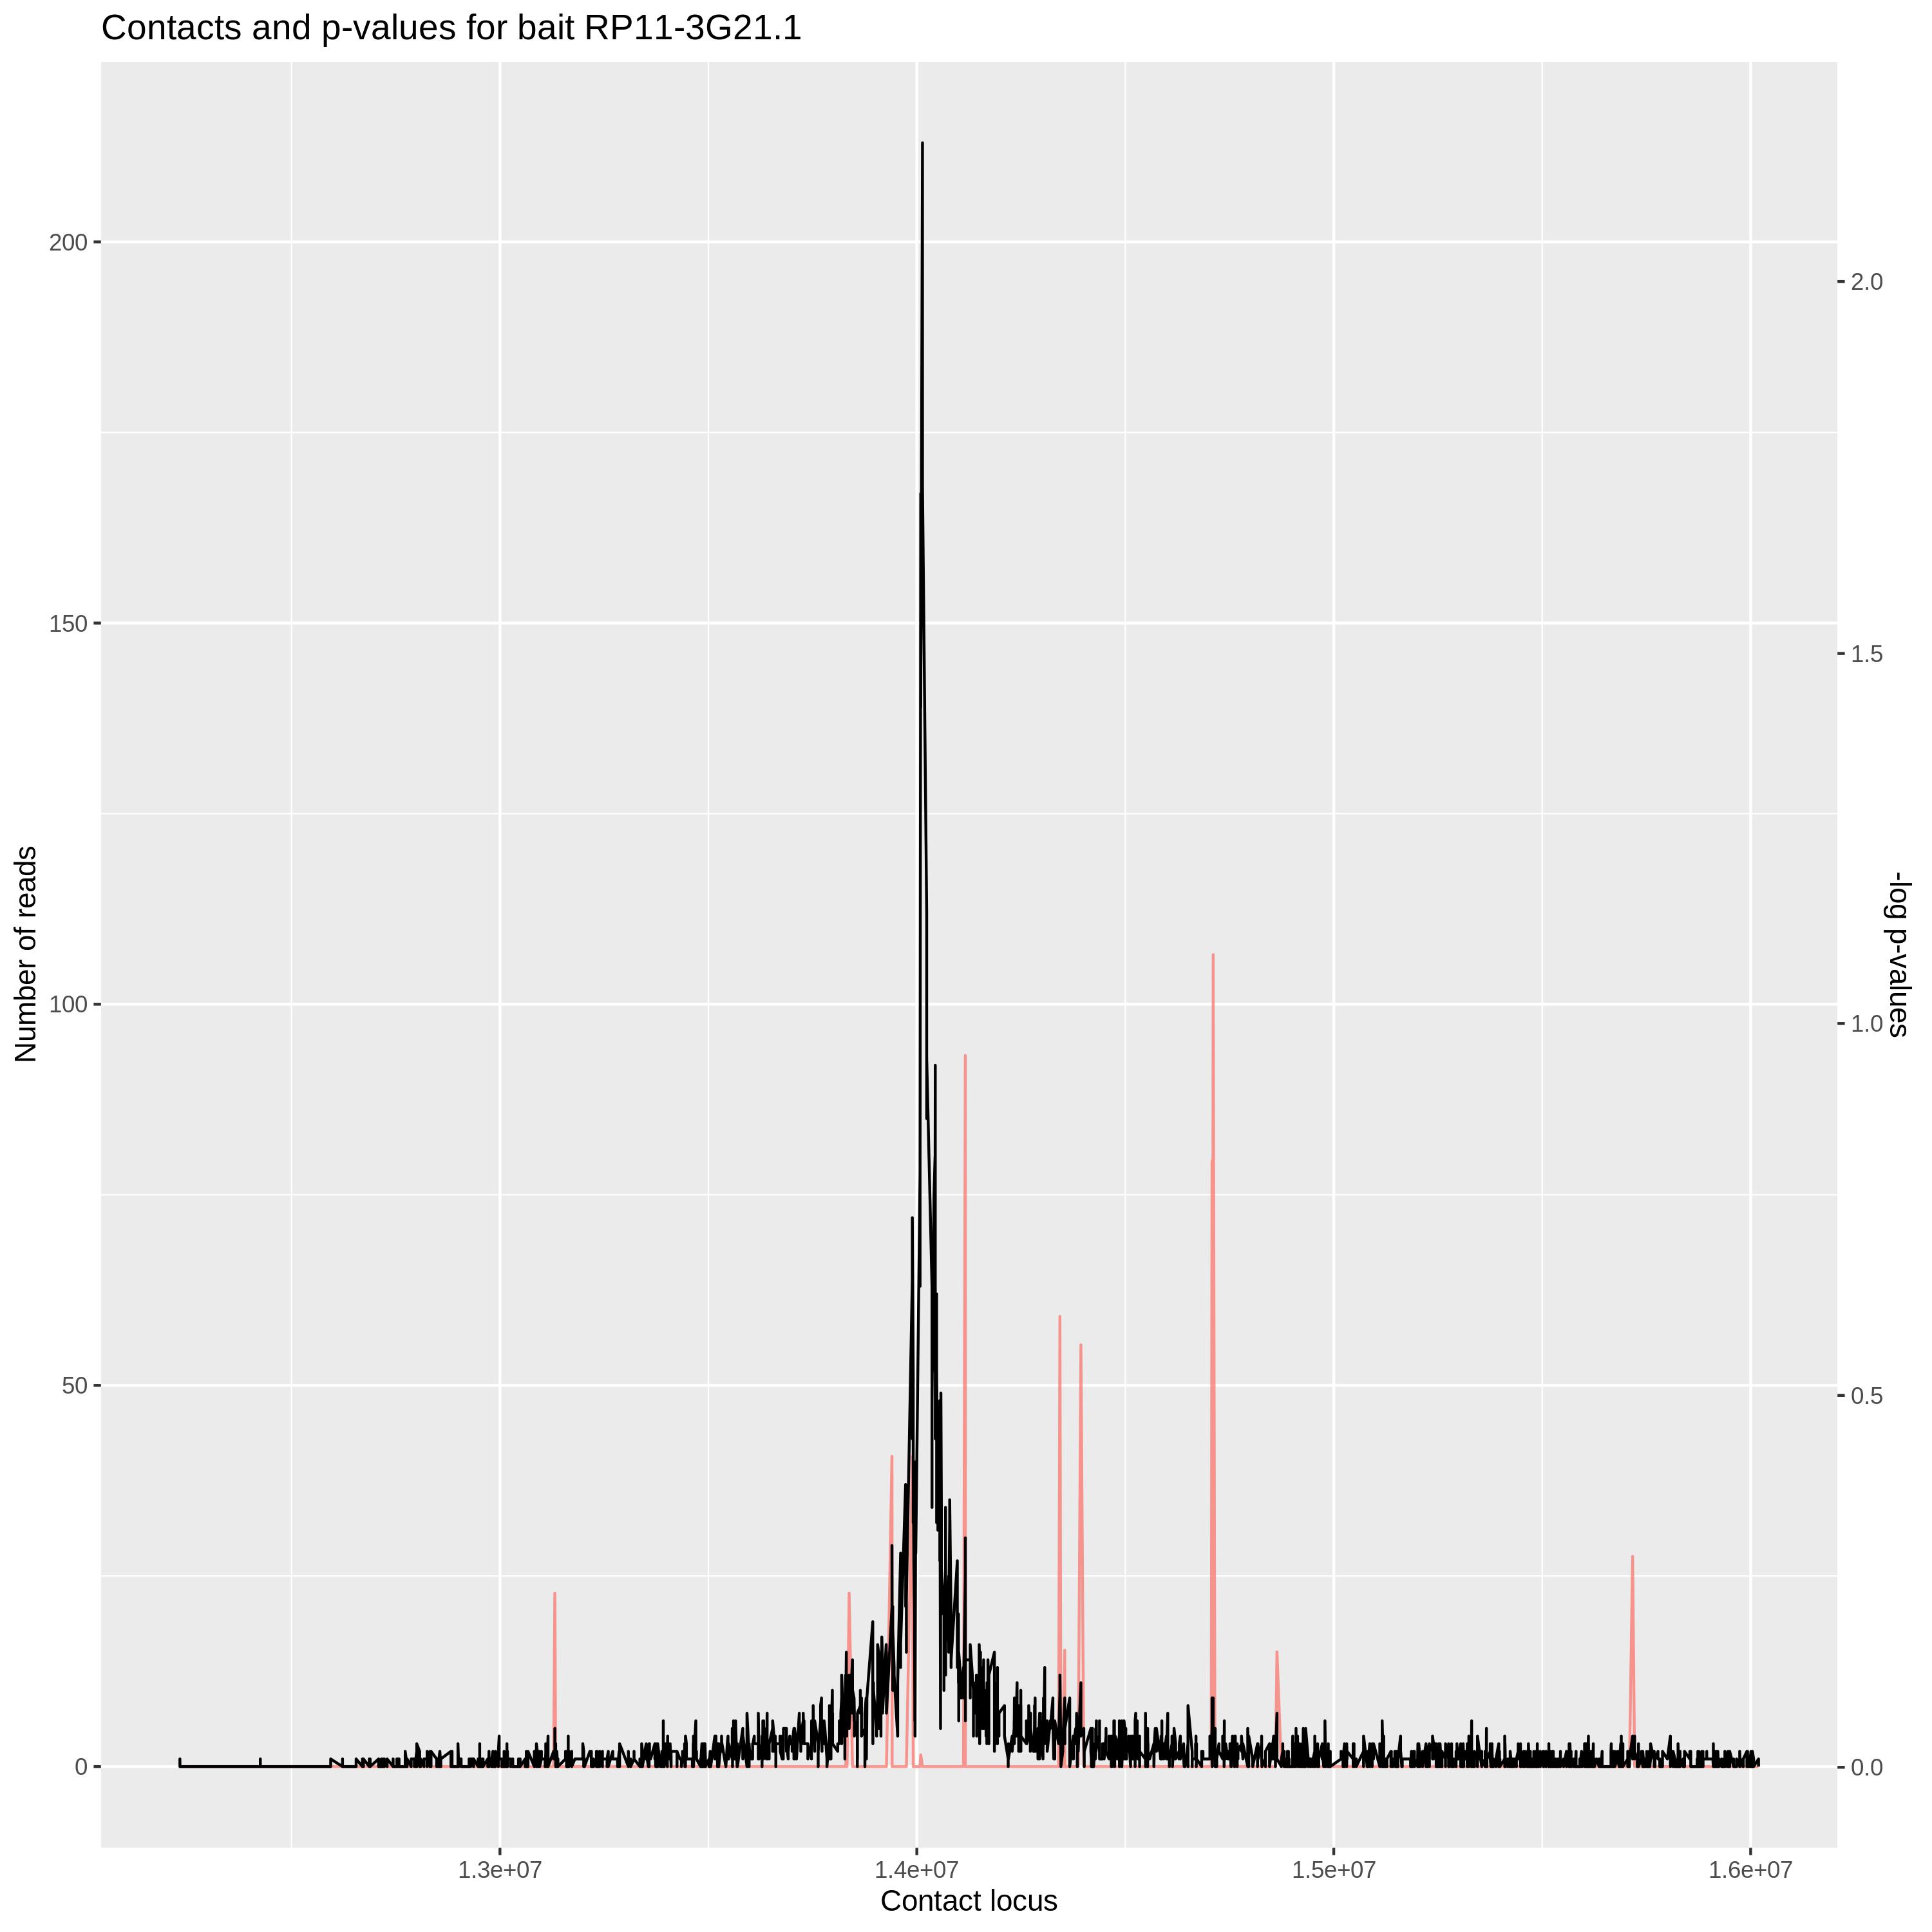 Contacts and p-values for bait RP11-3G21.1
200
150
100
50
0
Number of reads
2.0
1.5
1.0
0.5
0.0
-log p-values
1.3e+07
1.4e+07
1.5e+07
1.6e+07
Contact locus